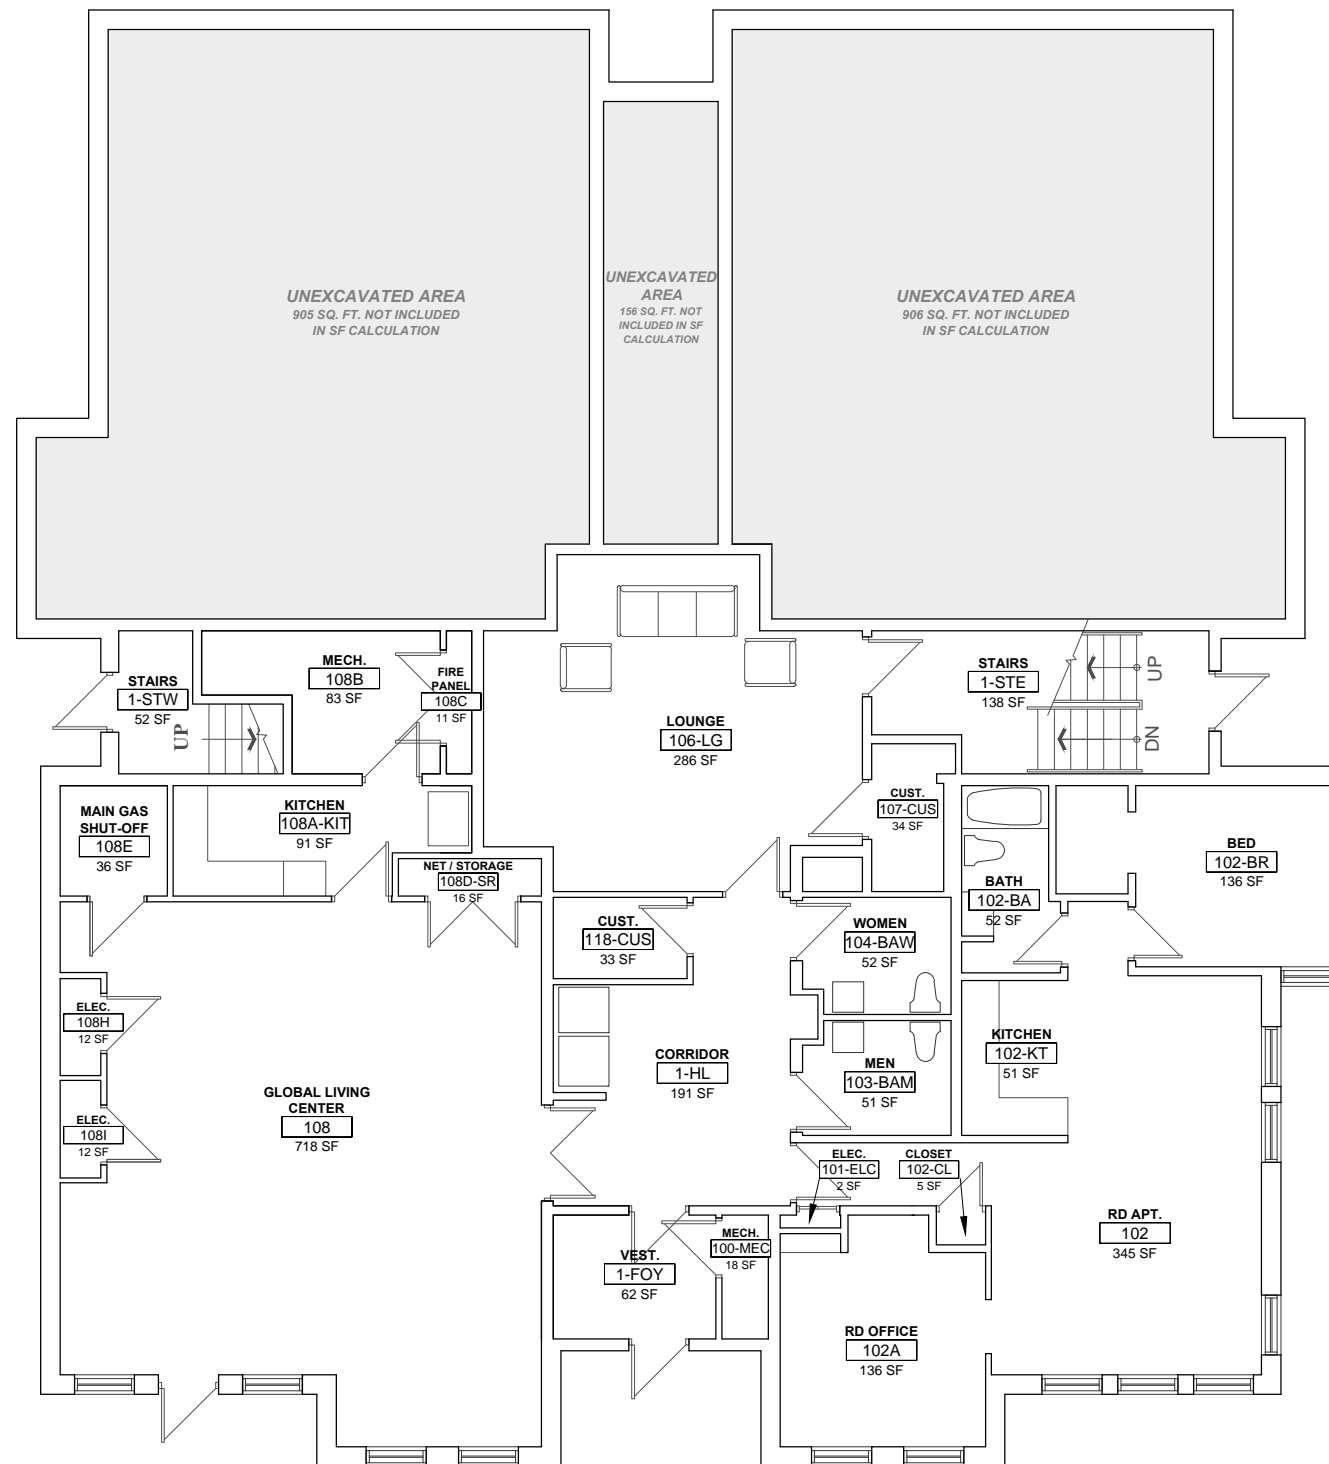 UNEXCAVATED AREA
905 SQ. FT. NOT INCLUDED
IN SF CALCULATION
UNEXCAVATED
AREA
156 SQ. FT. NOT
INCLUDED IN SF
CALCULATION
UNEXCAVATED AREA
906 SQ. FT. NOT INCLUDED
IN SF CALCULATION
STAIRS
1-STW
52 SF
UP
MECH.
108B
83 SF
FIRE
PANEL
108C
11 SF
LOUNGE
106-LG
286 SF
STAIRS
1-STE
138 SF
UP
DN
MAIN GAS
SHUT-OFF
108E
36 SF
KITCHEN
108A-KIT
91 SF
NET / STORAGE
108D-SR
16 SF
CUST.
107-CUS
34 SF
BATH
102-BA
52 SF
BED
102-BR
136 SF
CUST.
118-CUS
33 SF
WOMEN
104-BAW
52 SF
ELEC.
108H
12 SF
ELEC.
108I
12 SF
GLOBAL LIVING
CENTER
108
718 SF
CORRIDOR
1-HL
191 SF
MEN
103-BAM
51 SF
KITCHEN
102-KT
51 SF
ELEC.
101-ELC
2 SF
CLOSET
102-CL
5 SF
VEST.
1-FOY
62 SF
MECH.
100-MEC
18 SF
RD APT.
102
345 SF
RD OFFICE
102A
136 SF